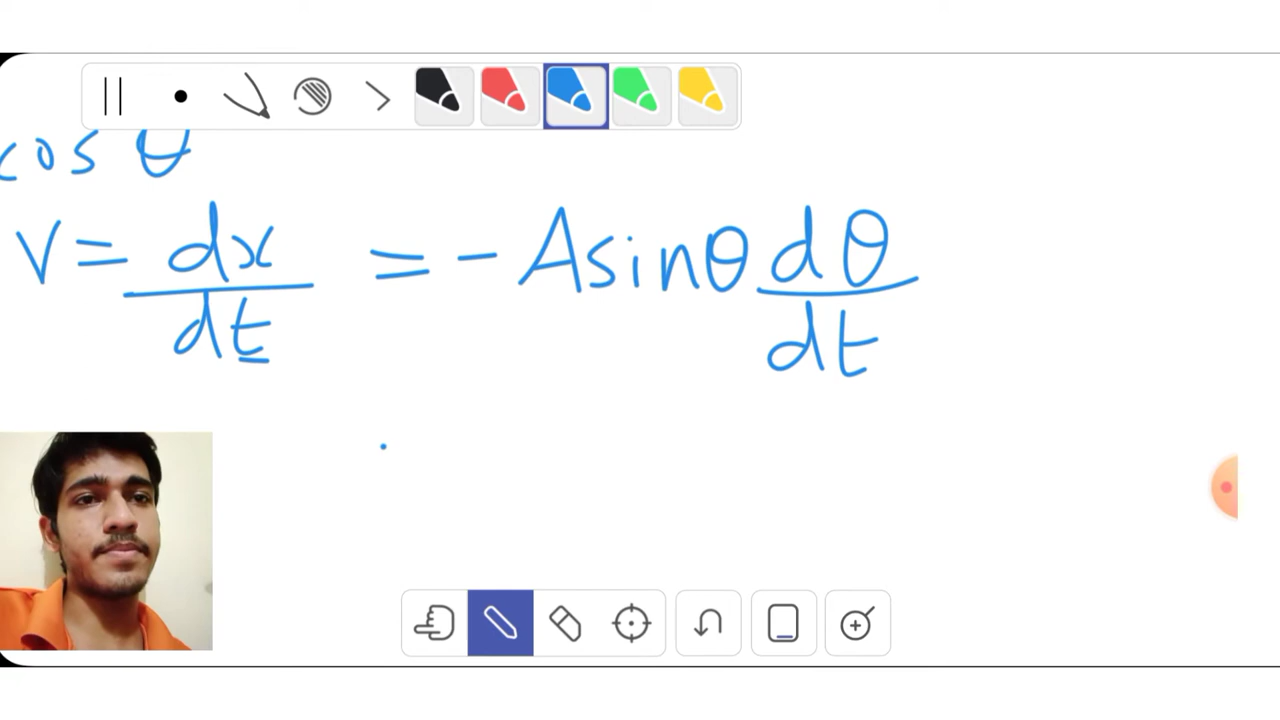 cos θ
v = dx/dt = - A sinθ dθ/dt